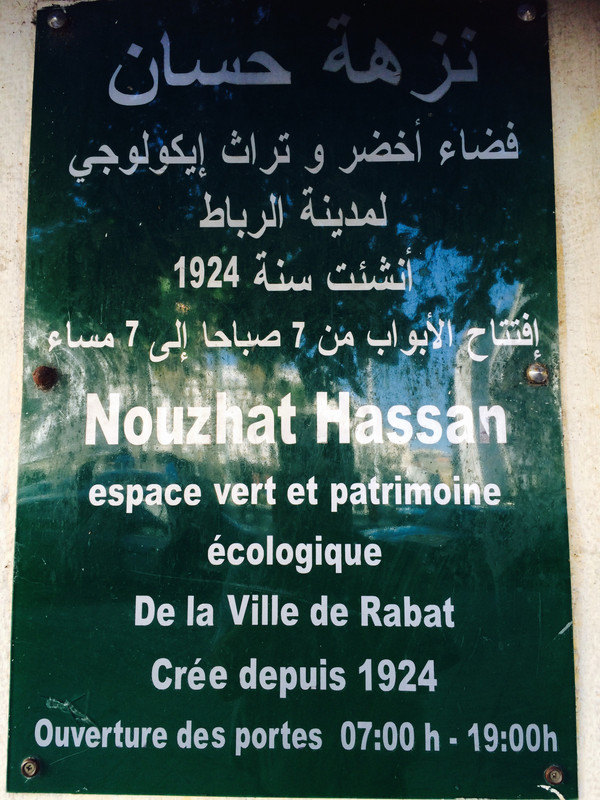 نزهة حسان
فضاء أخضر و تراث إيكولوجي
لمدينة الرباط
أنشئت سنة 1924
إفتتاح الأبواب من 7 صباحا إلى 7 مساء
Nouzhat Hassan
espace vert et patrimoine
écologique
De la Ville de Rabat
Crée depuis 1924
Ouverture des portes 07:00 h - 19:00h